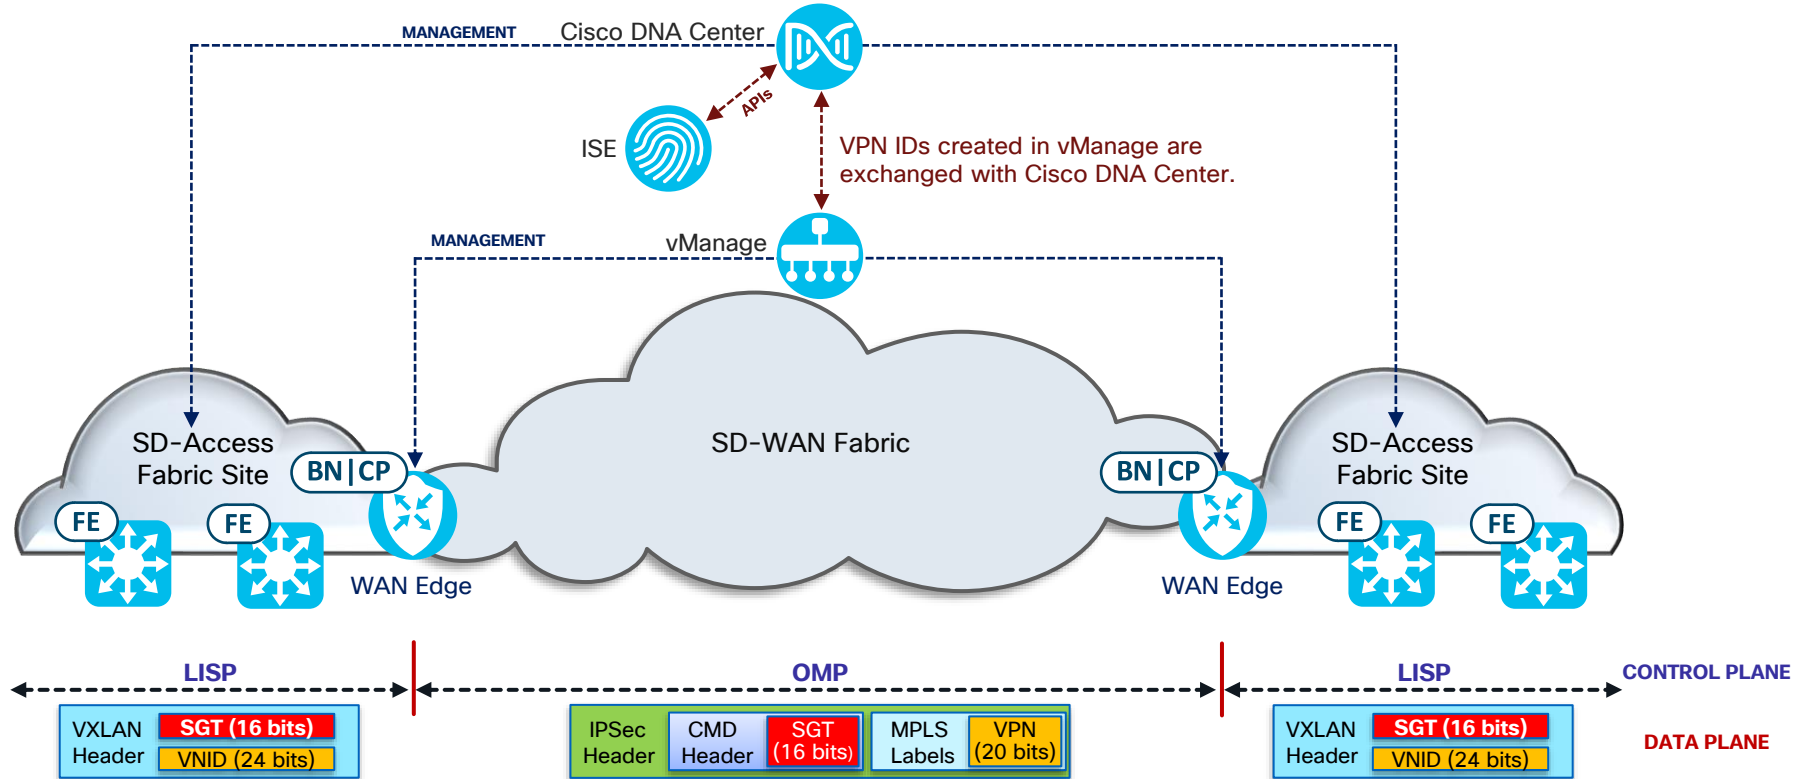 MANAGEMENT
Cisco DNA Center
APIs
ISE
VPN IDs created in vManage are
exchanged with Cisco DNA Center.
MANAGEMENT
vManage
SD-Access
Fabric Site
BN|CP
FE
FE
WAN Edge
SD-WAN Fabric
BN|CP
WAN Edge
SD-Access
Fabric Site
FE
FE
LISP
OMP
LISP
CONTROL PLANE
VXLAN
Header
SGT (16 bits)
VNID (24 bits)
IPSec
Header
CMD
Header
SGT
(16 bits)
MPLS
Labels
VPN
(20 bits)
VXLAN
Header
SGT (16 bits)
VNID (24 bits)
DATA PLANE